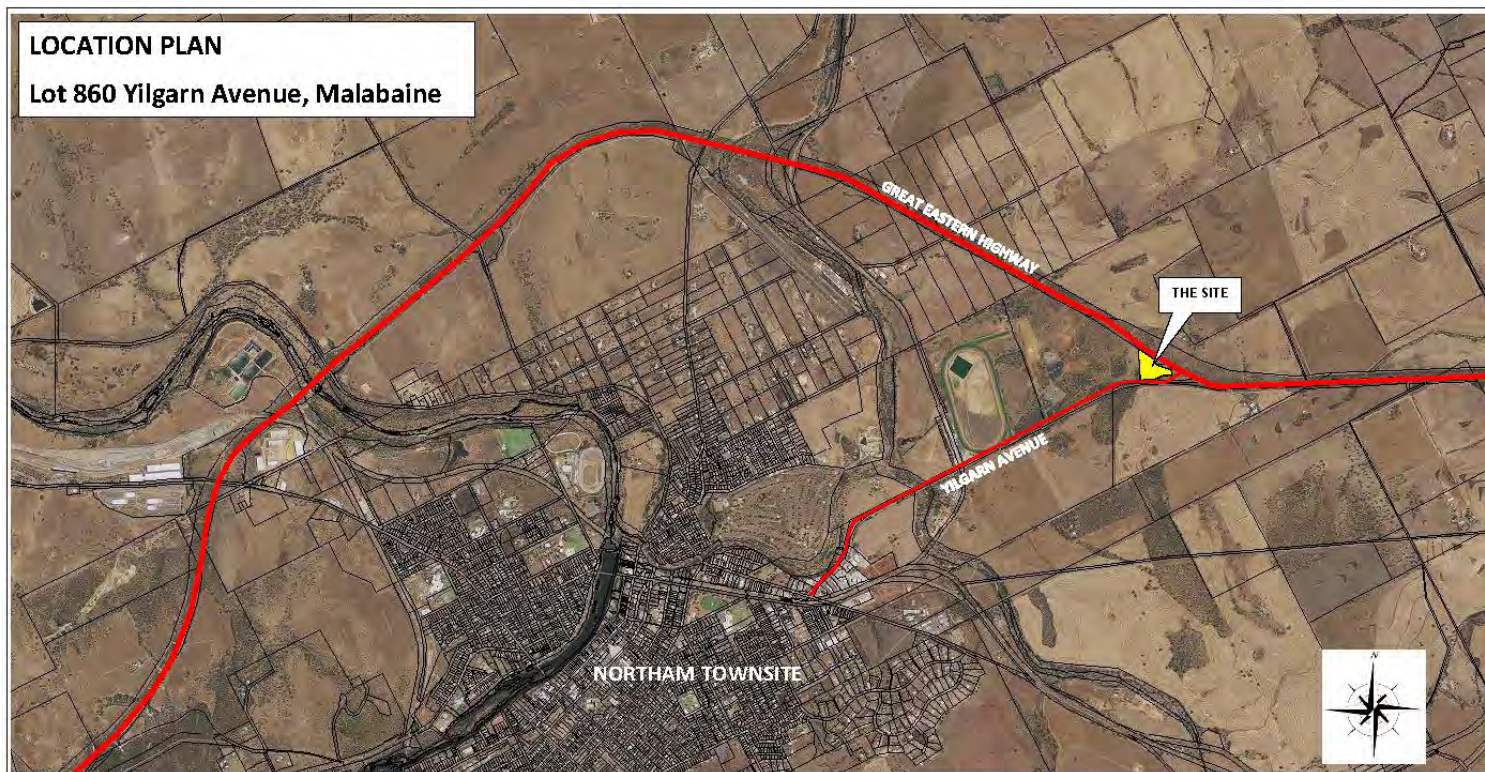 LOCATION PLAN
Lot 860 Yilgarn Avenue, Malabaine
GREAT EASTERN HIGHWAY
THE SITE
YILGARN AVENUE
NORTHAM TOWNSITE
N